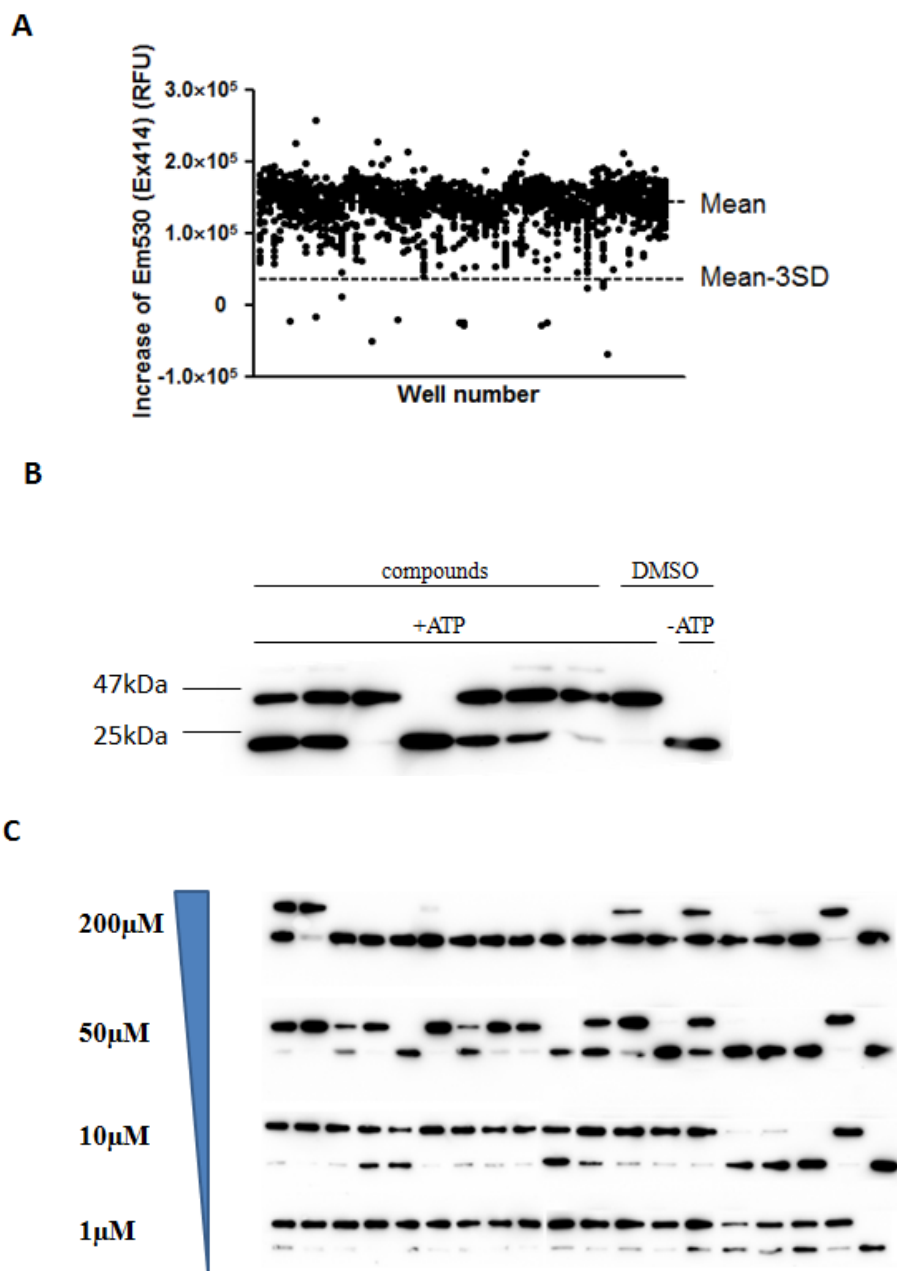 A
Increase of Em530 (Ex414) (RFU)
3.0×10⁵
2.0×10⁵
1.0×10⁵
0
-1.0×10⁵
Mean
Mean-3SD
Well number
B
compounds DMSO
+ATP -ATP
47kDa
25kDa
C
200μM
50μM
10μM
1μM